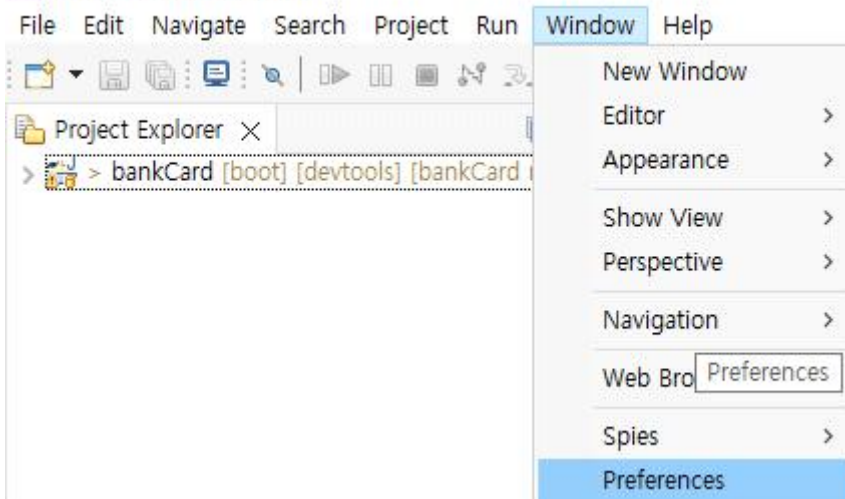 File Edit Navigate Search Project Run Window Help
New Window
Project Explorer
Editor
> bankCard [boot] [devtools] [bankCard
Appearance
Show View
Perspective
Navigation
Web Bro
Preferences
Spies
Preferences